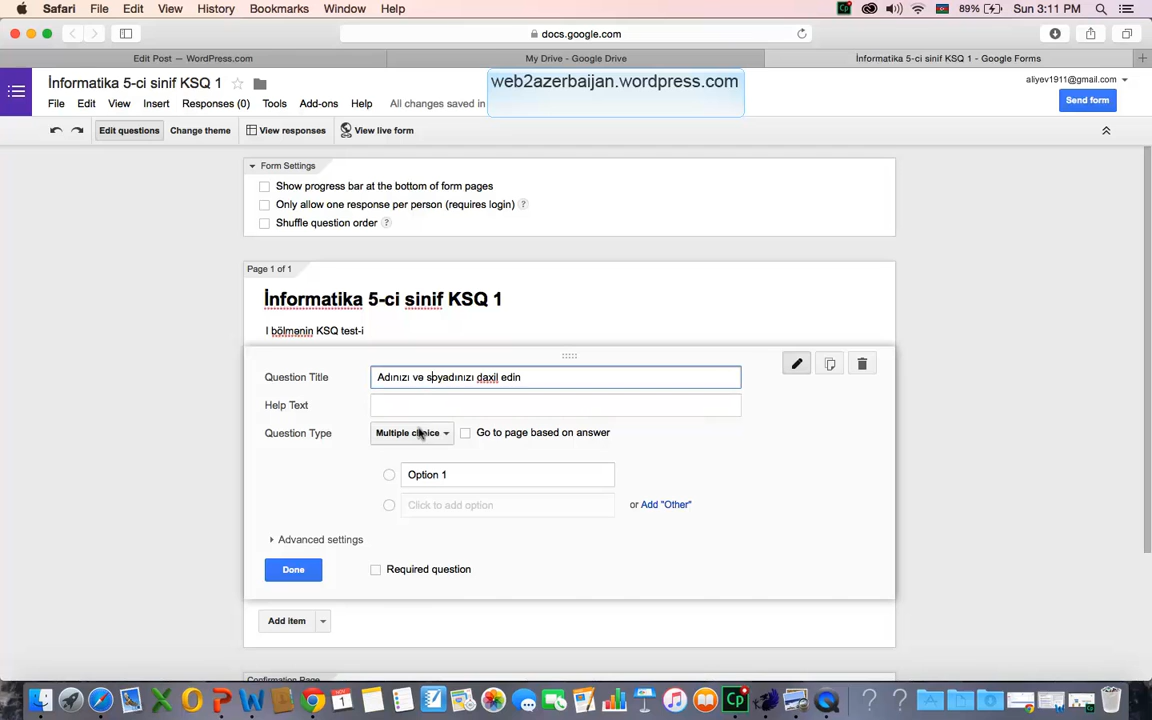 Safari File Edit View History Bookmarks Window Help 89% Sun 3:11 PM
docs.google.com
Edit Post — WordPress.com My Drive - Google Drive İnformatika 5-ci sinif KSQ 1 - Google Forms
İnformatika 5-ci sinif KSQ 1
web2azerbaijan.wordpress.com
aliyev1911@gmail.com
File Edit View Insert Responses (0) Tools Add-ons Help All changes saved in
Send form
Edit questions Change theme View responses View live form
Form Settings
Show progress bar at the bottom of form pages
Only allow one response per person (requires login) ?
Shuffle question order ?
Page 1 of 1
İnformatika 5-ci sinif KSQ 1
I bölmənin KSQ test-i
Question Title Adınızı və soyadınızı daxil edin
Help Text
Question Type Multiple choice Go to page based on answer
Option 1
Click to add option or Add "Other"
Advanced settings
Done Required question
Add item